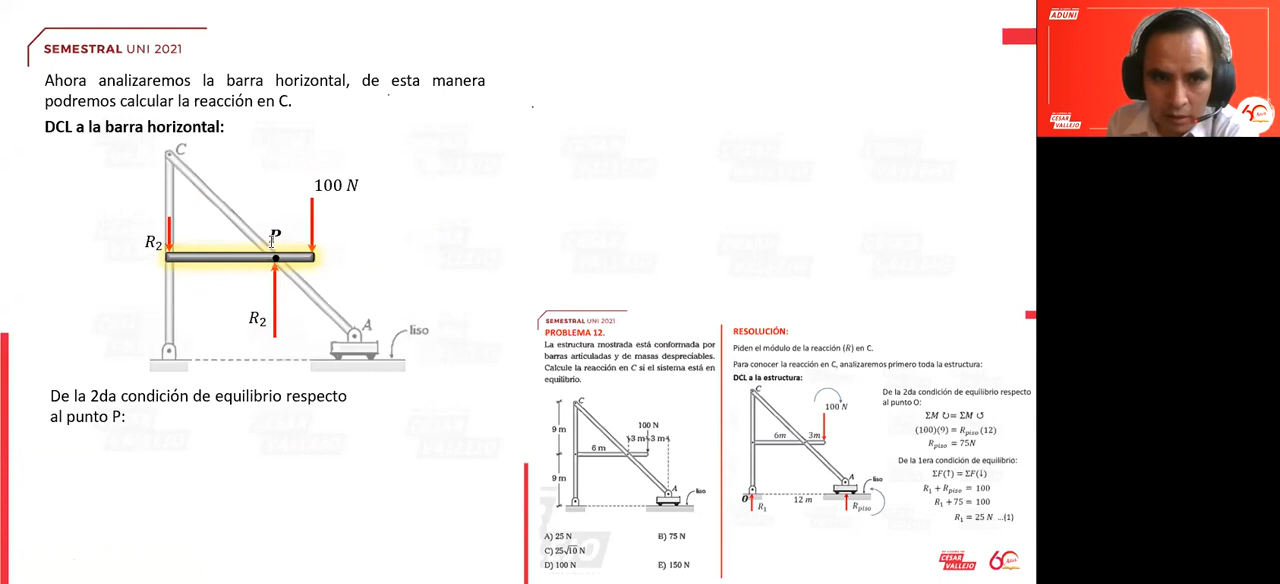 SEMESTRAL UNI 2021
Ahora analizaremos la barra horizontal, de esta manera
podremos calcular la reacción en C.
DCL a la barra horizontal:
C
100 N
R₂
P
R₂
A
liso
De la 2da condición de equilibrio respecto
al punto P:
SEMESTRAL UNI 2021
PROBLEMA 12.
La estructura mostrada está conformada por
barras articuladas y de masas despreciables.
Calcule la reacción en C si el sistema está en
equilibrio.
C
9 m
100 N
3 m 3 m
6 m
9 m
A
liso
A) 25 N
B) 75 N
C) 25√10 N
D) 100 N
E) 150 N
RESOLUCIÓN:
Piden el módulo de la reacción (R) en C.
Para conocer la reacción en C, analizaremos primero toda la estructura:
DCL a la estructura:
C
100 N
6m
3m
A
liso
O
12 m
R₁
R_piso
De la 2da condición de equilibrio respecto
al punto O:
ΣM ↻= ΣM ↺
(100)(9) = R_piso (12)
R_piso = 75N
De la 1era condición de equilibrio:
ΣF(↑) = ΣF(↓)
R₁ + R_piso = 100
R₁ + 75 = 100
R₁ = 25 N ...(1)
CESAR
VALLEJO
60
ADUNI
CESAR
VALLEJO
60